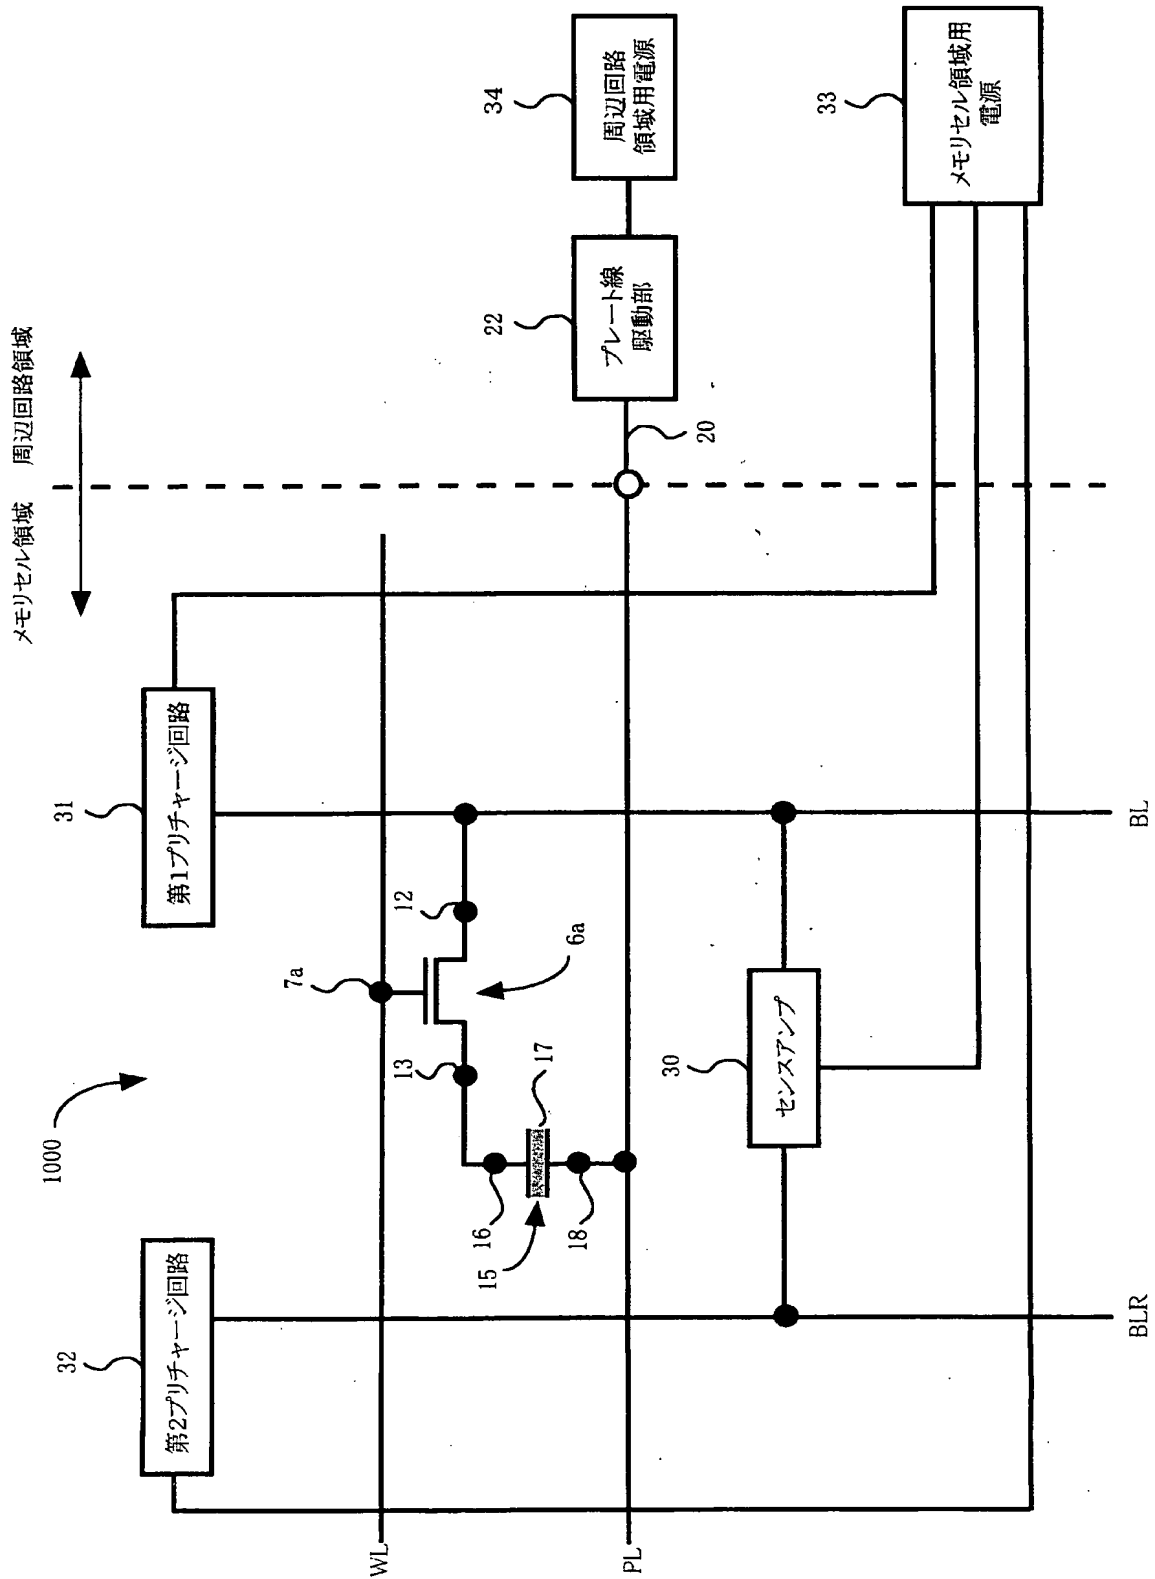 メモリセル領域
周辺回路領域
1000
32
第2プリチャージ回路
31
第1プリチャージ回路
WL
7a
13
12
6a
16
15
17
18
PL
20
22
プレート線
駆動部
34
周辺回路
領域用電源
30
センスアンプ
33
メモリセル領域用
電源
BLR
BL